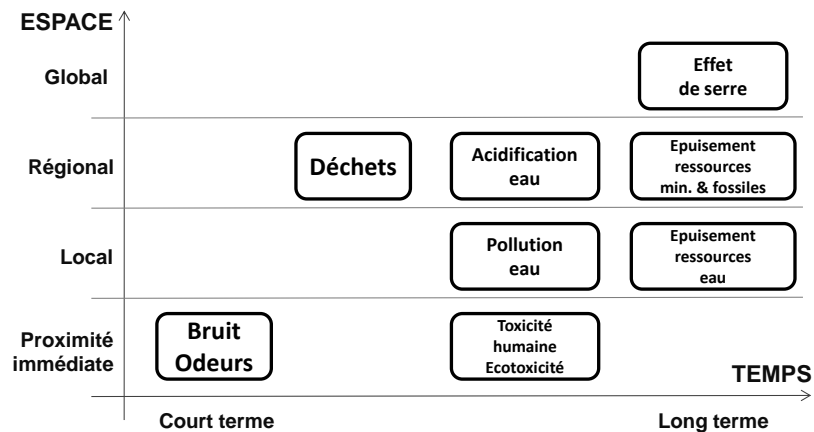 ESPACE
Global
Effet
de serre
Régional
Déchets
Acidification
eau
Epuisement
ressources
min. & fossiles
Local
Pollution
eau
Epuisement
ressources
eau
Proximité
immédiate
Bruit
Odeurs
Toxicité
humaine
Ecotoxicité
TEMPS
Court terme
Long terme